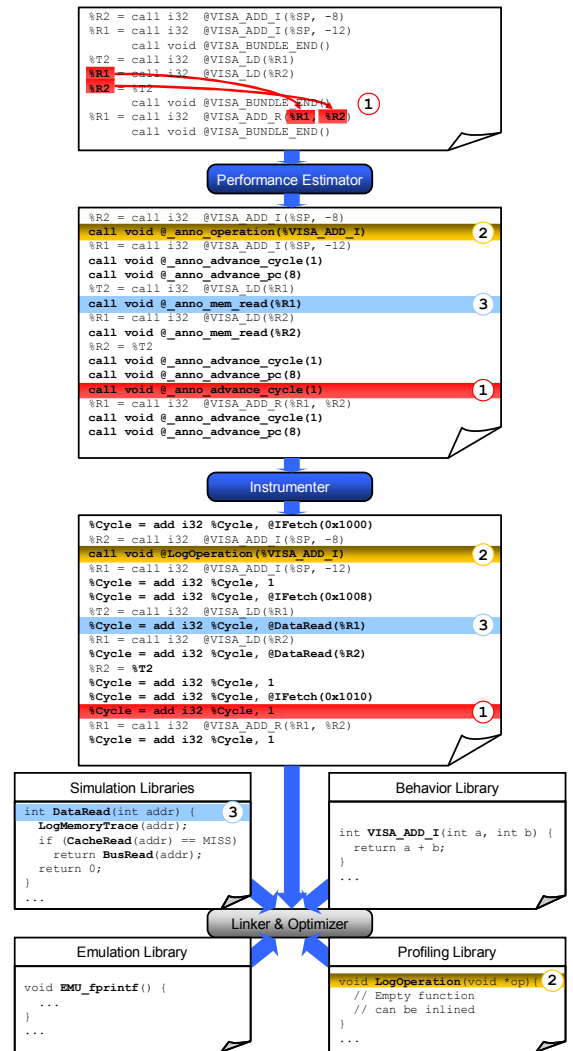 %R2 = call i32 @VISA_ADD_I(%SP, -8)
%R1 = call i32 @VISA_ADD_I(%SP, -12)
call void @VISA_BUNDLE_END()
%T2 = call i32 @VISA_LD(%R1)
%R1 = call i32 @VISA_LD(%R2)
%R2 = %T2
call void @VISA_BUNDLE_END()
1
%R1 = call i32 @VISA_ADD_R(%R1, %R2)
call void @VISA_BUNDLE_END()
Performance Estimator
%R2 = call i32 @VISA_ADD_I(%SP, -8)
call void @_anno_operation(%VISA_ADD_I) 2
%R1 = call i32 @VISA_ADD_I(%SP, -12)
call void @_anno_advance_cycle(1)
call void @_anno_advance_pc(8)
%T2 = call i32 @VISA_LD(%R1)
call void @_anno_mem_read(%R1) 3
%R1 = call i32 @VISA_LD(%R2)
call void @_anno_mem_read(%R2)
%R2 = %T2
call void @_anno_advance_cycle(1)
call void @_anno_advance_pc(8)
call void @_anno_advance_cycle(1) 1
%R1 = call i32 @VISA_ADD_R(%R1, %R2)
call void @_anno_advance_cycle(1)
call void @_anno_advance_pc(8)
Instrumenter
%Cycle = add i32 %Cycle, @IFetch(0x1000)
%R2 = call i32 @VISA_ADD_I(%SP, -8)
call void @LogOperation(%VISA_ADD_I) 2
%R1 = call i32 @VISA_ADD_I(%SP, -12)
%Cycle = add i32 %Cycle, 1
%Cycle = add i32 %Cycle, @IFetch(0x1008)
%T2 = call i32 @VISA_LD(%R1)
%Cycle = add i32 %Cycle, @DataRead(%R1) 3
%R1 = call i32 @VISA_LD(%R2)
%Cycle = add i32 %Cycle, @DataRead(%R2)
%R2 = %T2
%Cycle = add i32 %Cycle, 1
%Cycle = add i32 %Cycle, @IFetch(0x1010)
%Cycle = add i32 %Cycle, 1 1
%R1 = call i32 @VISA_ADD_R(%R1, %R2)
%Cycle = add i32 %Cycle, 1
Simulation Libraries
int DataRead(int addr) { 3
LogMemoryTrace(addr);
if (CacheRead(addr) == MISS)
return BusRead(addr);
return 0;
}
...
Behavior Library
int VISA_ADD_I(int a, int b) {
return a + b;
}
...
Linker & Optimizer
Emulation Library
void EMU_fprintf() {
...
}
...
Profiling Library
void LogOperation(void *op){ 2
// Empty function
// can be inlined
}
...